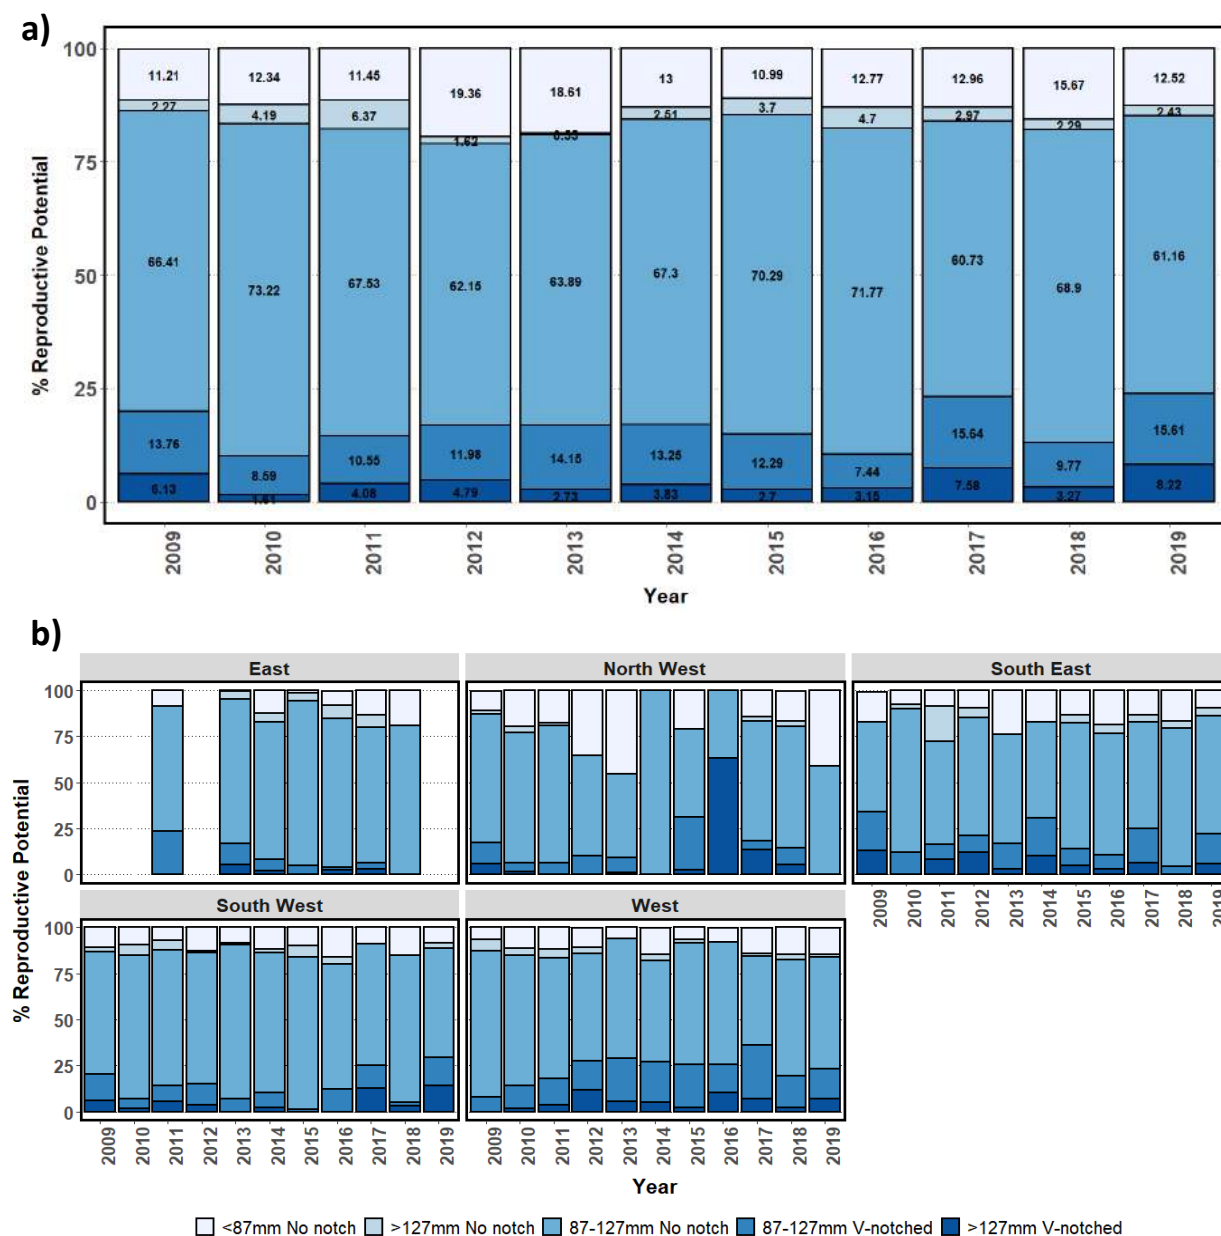 a)
% Reproductive Potential
100
75
50
25
0
11.21 12.34 11.45 19.36 18.61 13 10.99 12.77 12.96 15.67 12.52
2.27 4.19 6.37 1.62 0.53 2.51 3.7 4.7 2.97 2.29 2.43
66.41 73.22 67.53 62.15 63.89 67.3 70.29 71.77 60.73 68.9 61.16
13.76 8.59 10.55 11.98 14.15 13.25 12.29 7.44 15.64 9.77 15.61
6.13 1.61 4.08 4.79 2.73 3.83 2.7 3.15 7.58 3.27 8.22
2009 2010 2011 2012 2013 2014 2015 2016 2017 2018 2019
Year
b)
% Reproductive Potential
East North West South East
100
75
50
25
0
2009 2010 2011 2012 2013 2014 2015 2016 2017 2018 2019
South West West
100
75
50
25
0
2009 2010 2011 2012 2013 2014 2015 2016 2017 2018 2019 2009 2010 2011 2012 2013 2014 2015 2016 2017 2018 2019
Year
<87mm No notch >127mm No notch 87-127mm No notch 87-127mm V-notched >127mm V-notched